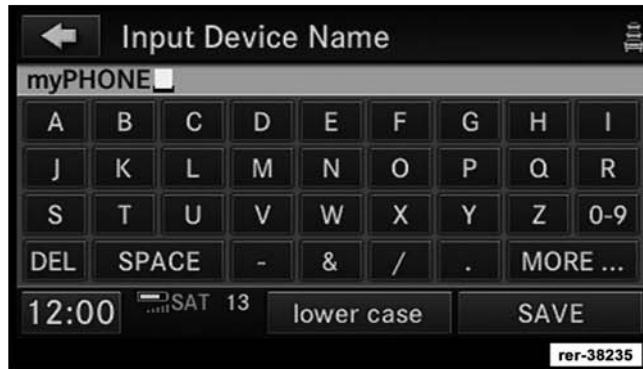 Input Device Name
myPHONE
A B C D E F G H I
J K L M N O P Q R
S T U V W X Y Z 0-9
DEL SPACE - & / . MORE ...
12:00 SAT 13 lower case SAVE
rer-38235